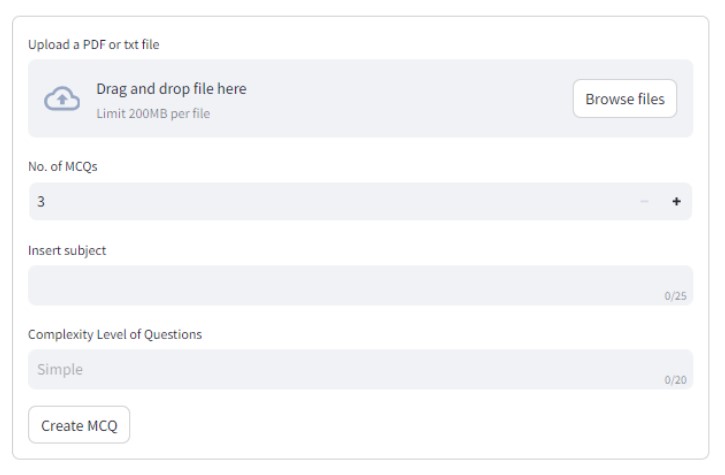 Upload a PDF or txt file
Drag and drop file here
Limit 200MB per file
Browse files
No. of MCQs
3
− +
Insert subject
0/25
Complexity Level of Questions
Simple
0/20
Create MCQ